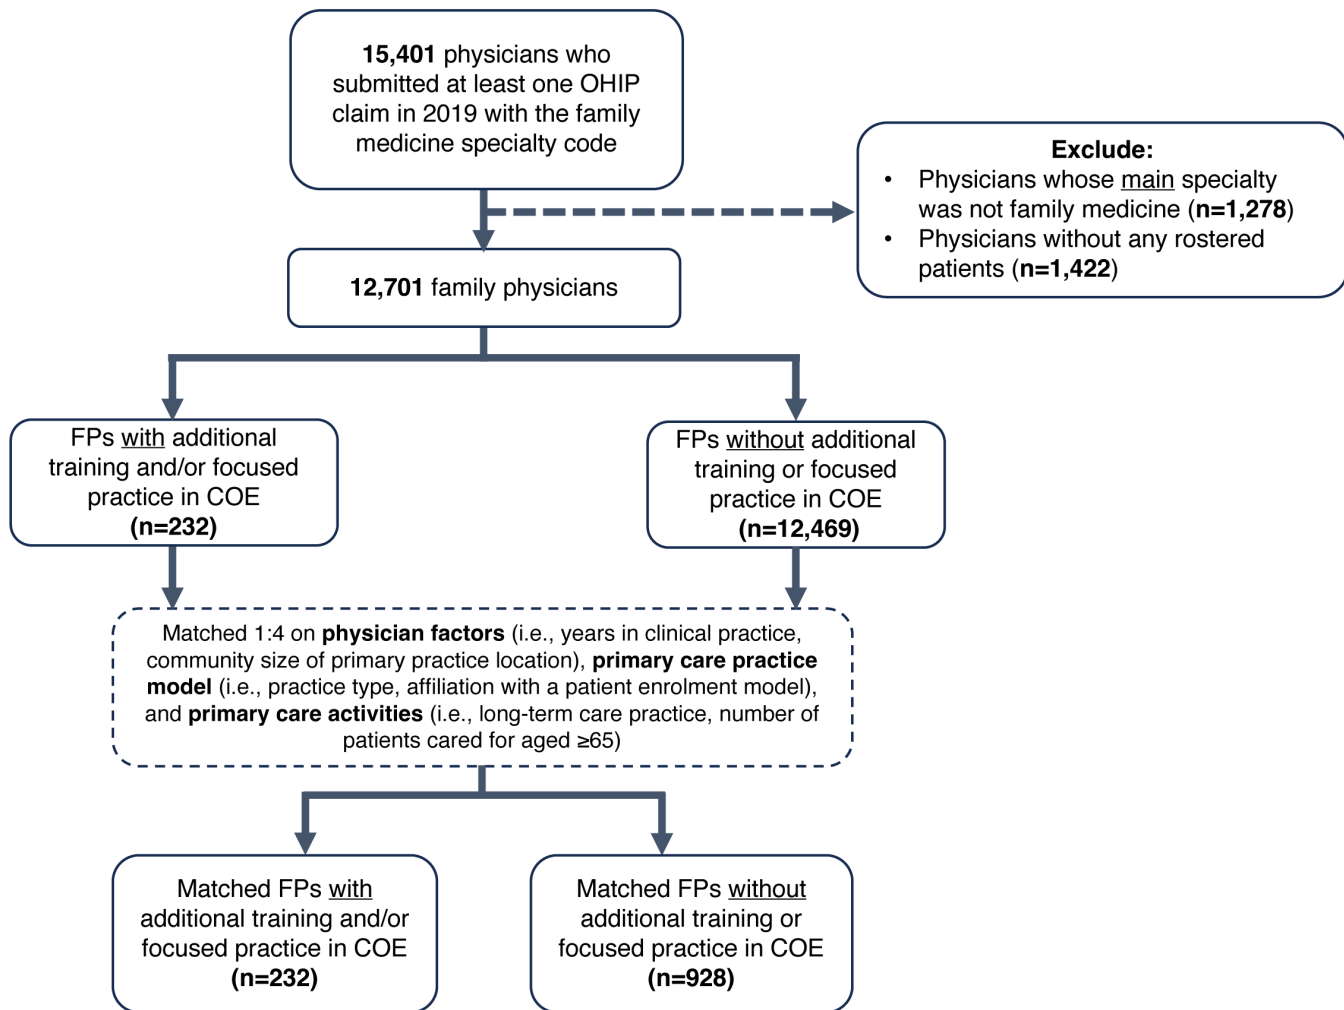 15,401 physicians who
submitted at least one OHIP
claim in 2019 with the family
medicine specialty code
Exclude:
• Physicians whose main specialty
was not family medicine (n=1,278)
• Physicians without any rostered
patients (n=1,422)
12,701 family physicians
FPs with additional
training and/or focused
practice in COE
(n=232)
FPs without additional
training or focused
practice in COE
(n=12,469)
Matched 1:4 on physician factors (i.e., years in clinical practice,
community size of primary practice location), primary care practice
model (i.e., practice type, affiliation with a patient enrolment model),
and primary care activities (i.e., long-term care practice, number of
patients cared for aged ≥65)
Matched FPs with
additional training and/or
focused practice in COE
(n=232)
Matched FPs without
additional training or
focused practice in COE
(n=928)